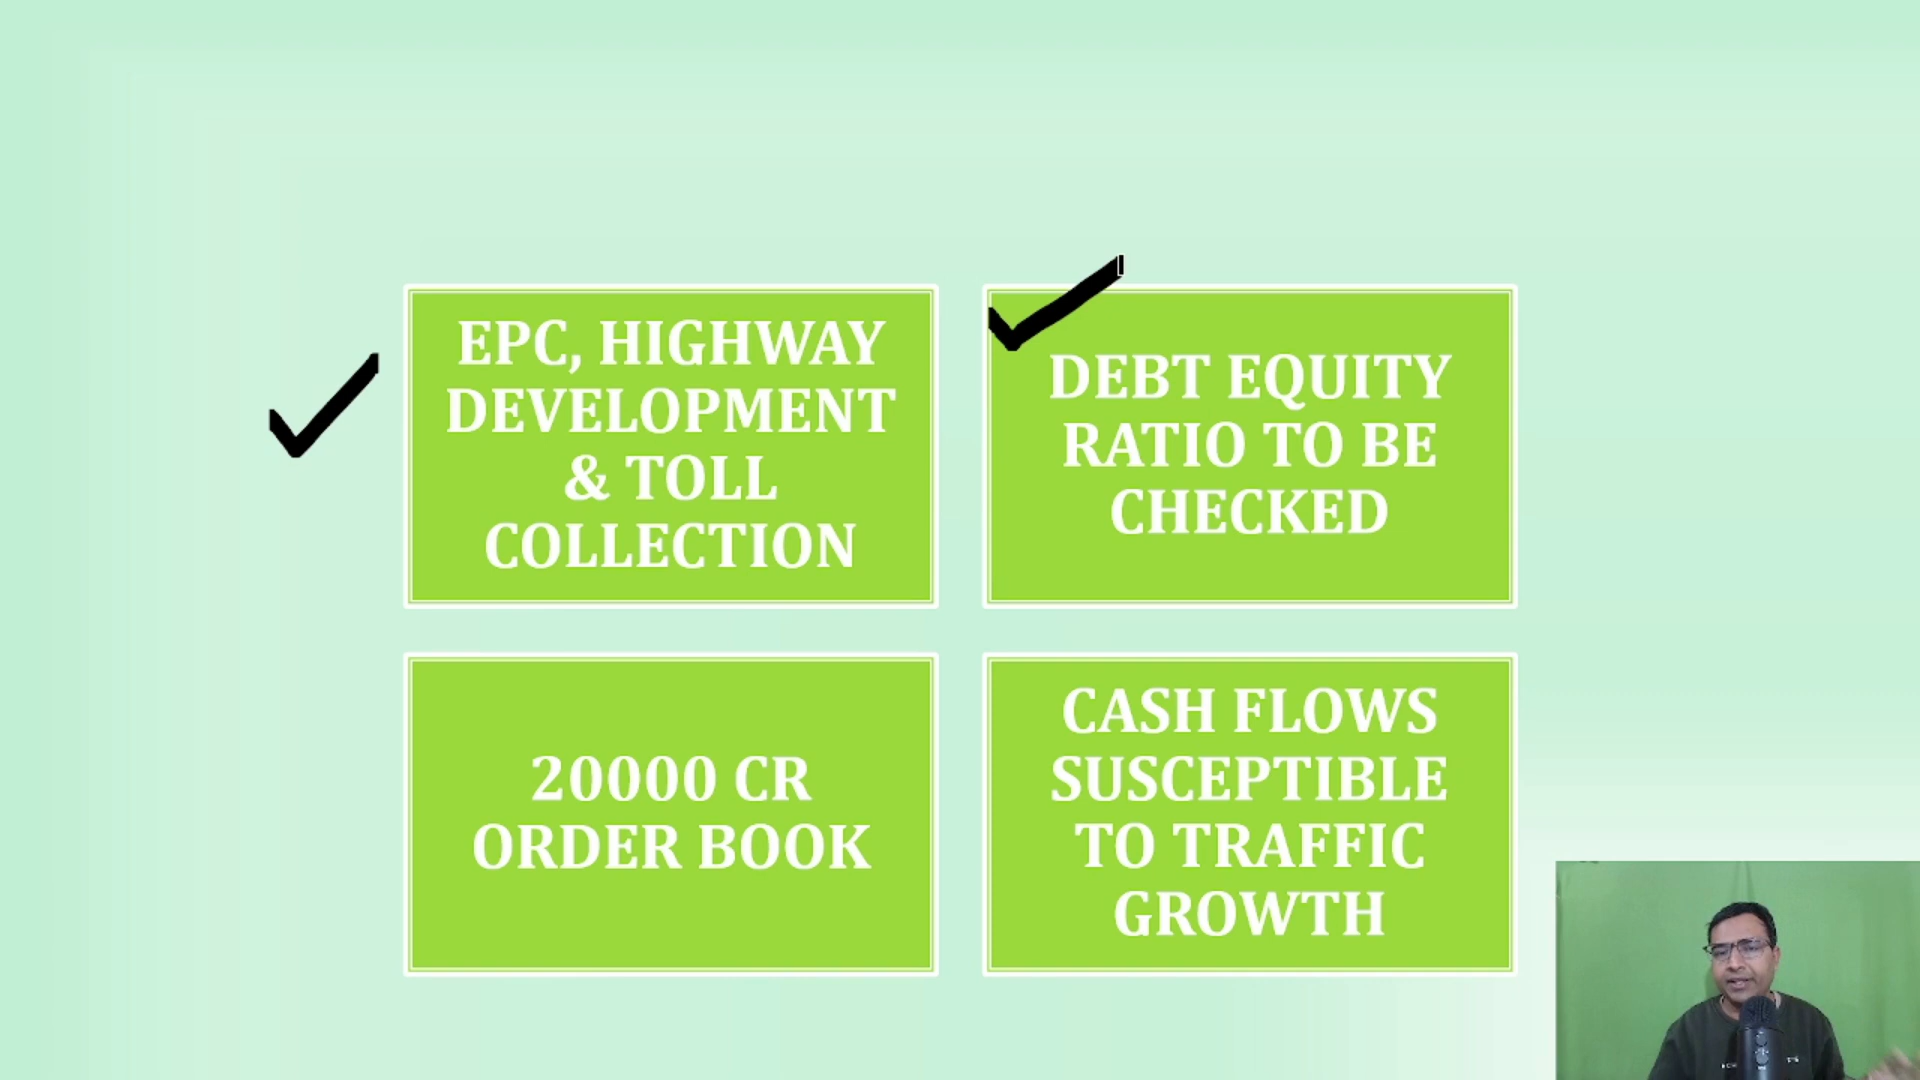 EPC, HIGHWAY
DEVELOPMENT
& TOLL
COLLECTION
DEBT EQUITY
RATIO TO BE
CHECKED
20000 CR
ORDER BOOK
CASH FLOWS
SUSCEPTIBLE
TO TRAFFIC
GROWTH